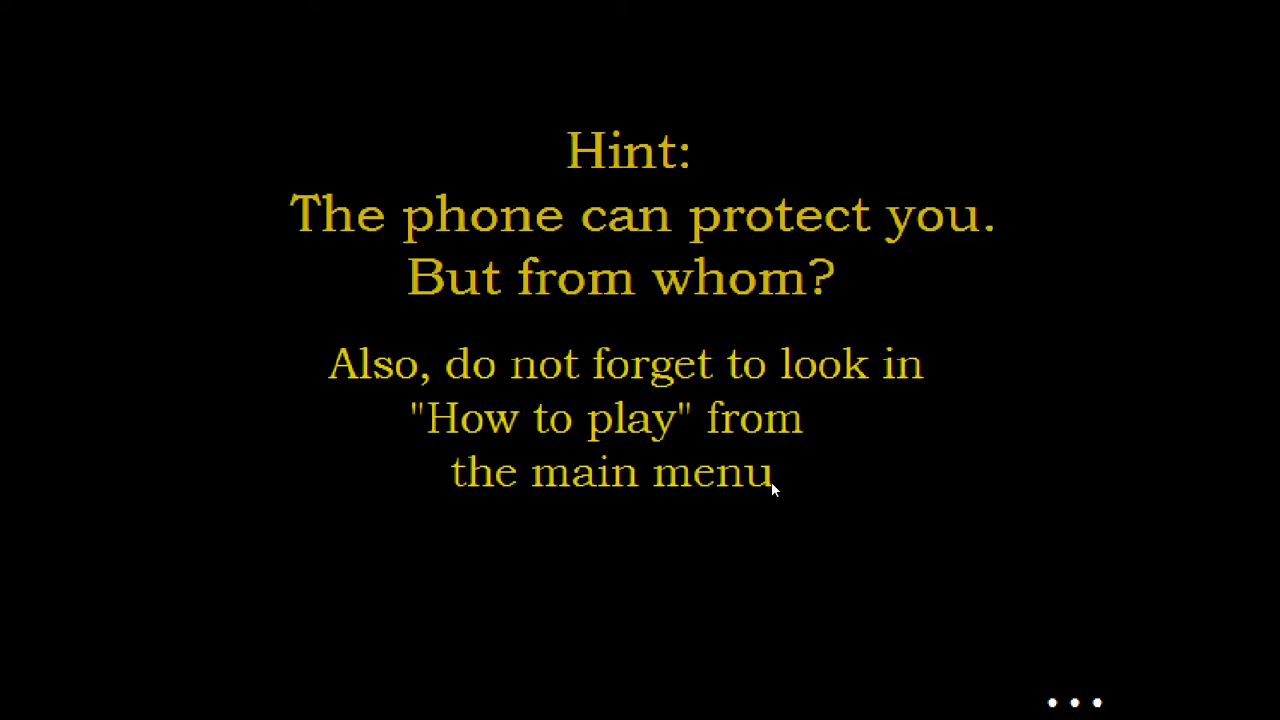 Hint:
The phone can protect you.
But from whom?
Also, do not forget to look in
"How to play" from
the main menu
...